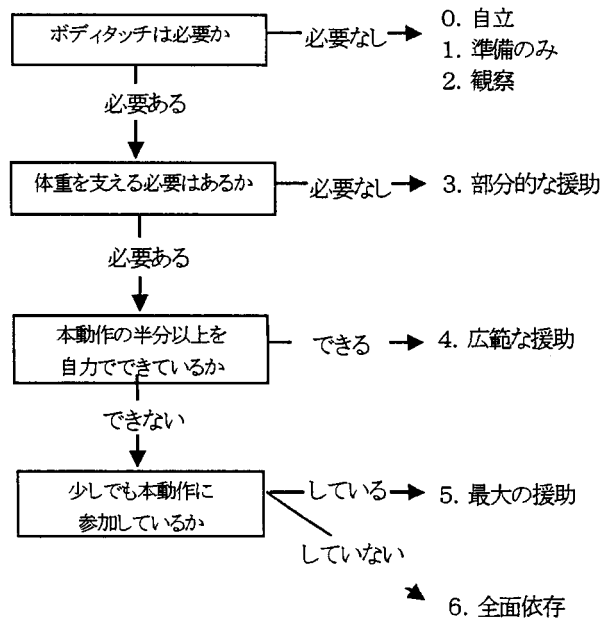 ボディタッチは必要か
必要なし
0. 自立
1. 準備のみ
2. 観察
必要ある
体重を支える必要はあるか
必要なし
3. 部分的な援助
必要ある
本動作の半分以上を
自力でできているか
できる
4. 広範な援助
できない
少しでも本動作に
参加しているか
している
5. 最大の援助
していない
6. 全面依存